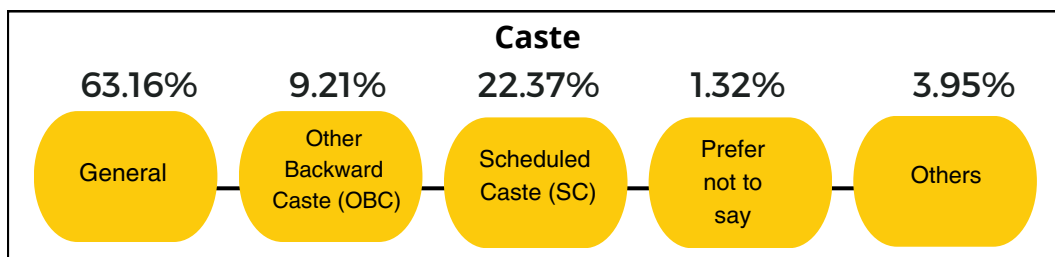 Caste
63.16% 9.21% 22.37% 1.32% 3.95%
General
Other
Backward
Caste (OBC)
Scheduled
Caste (SC)
Prefer
not to
say
Others